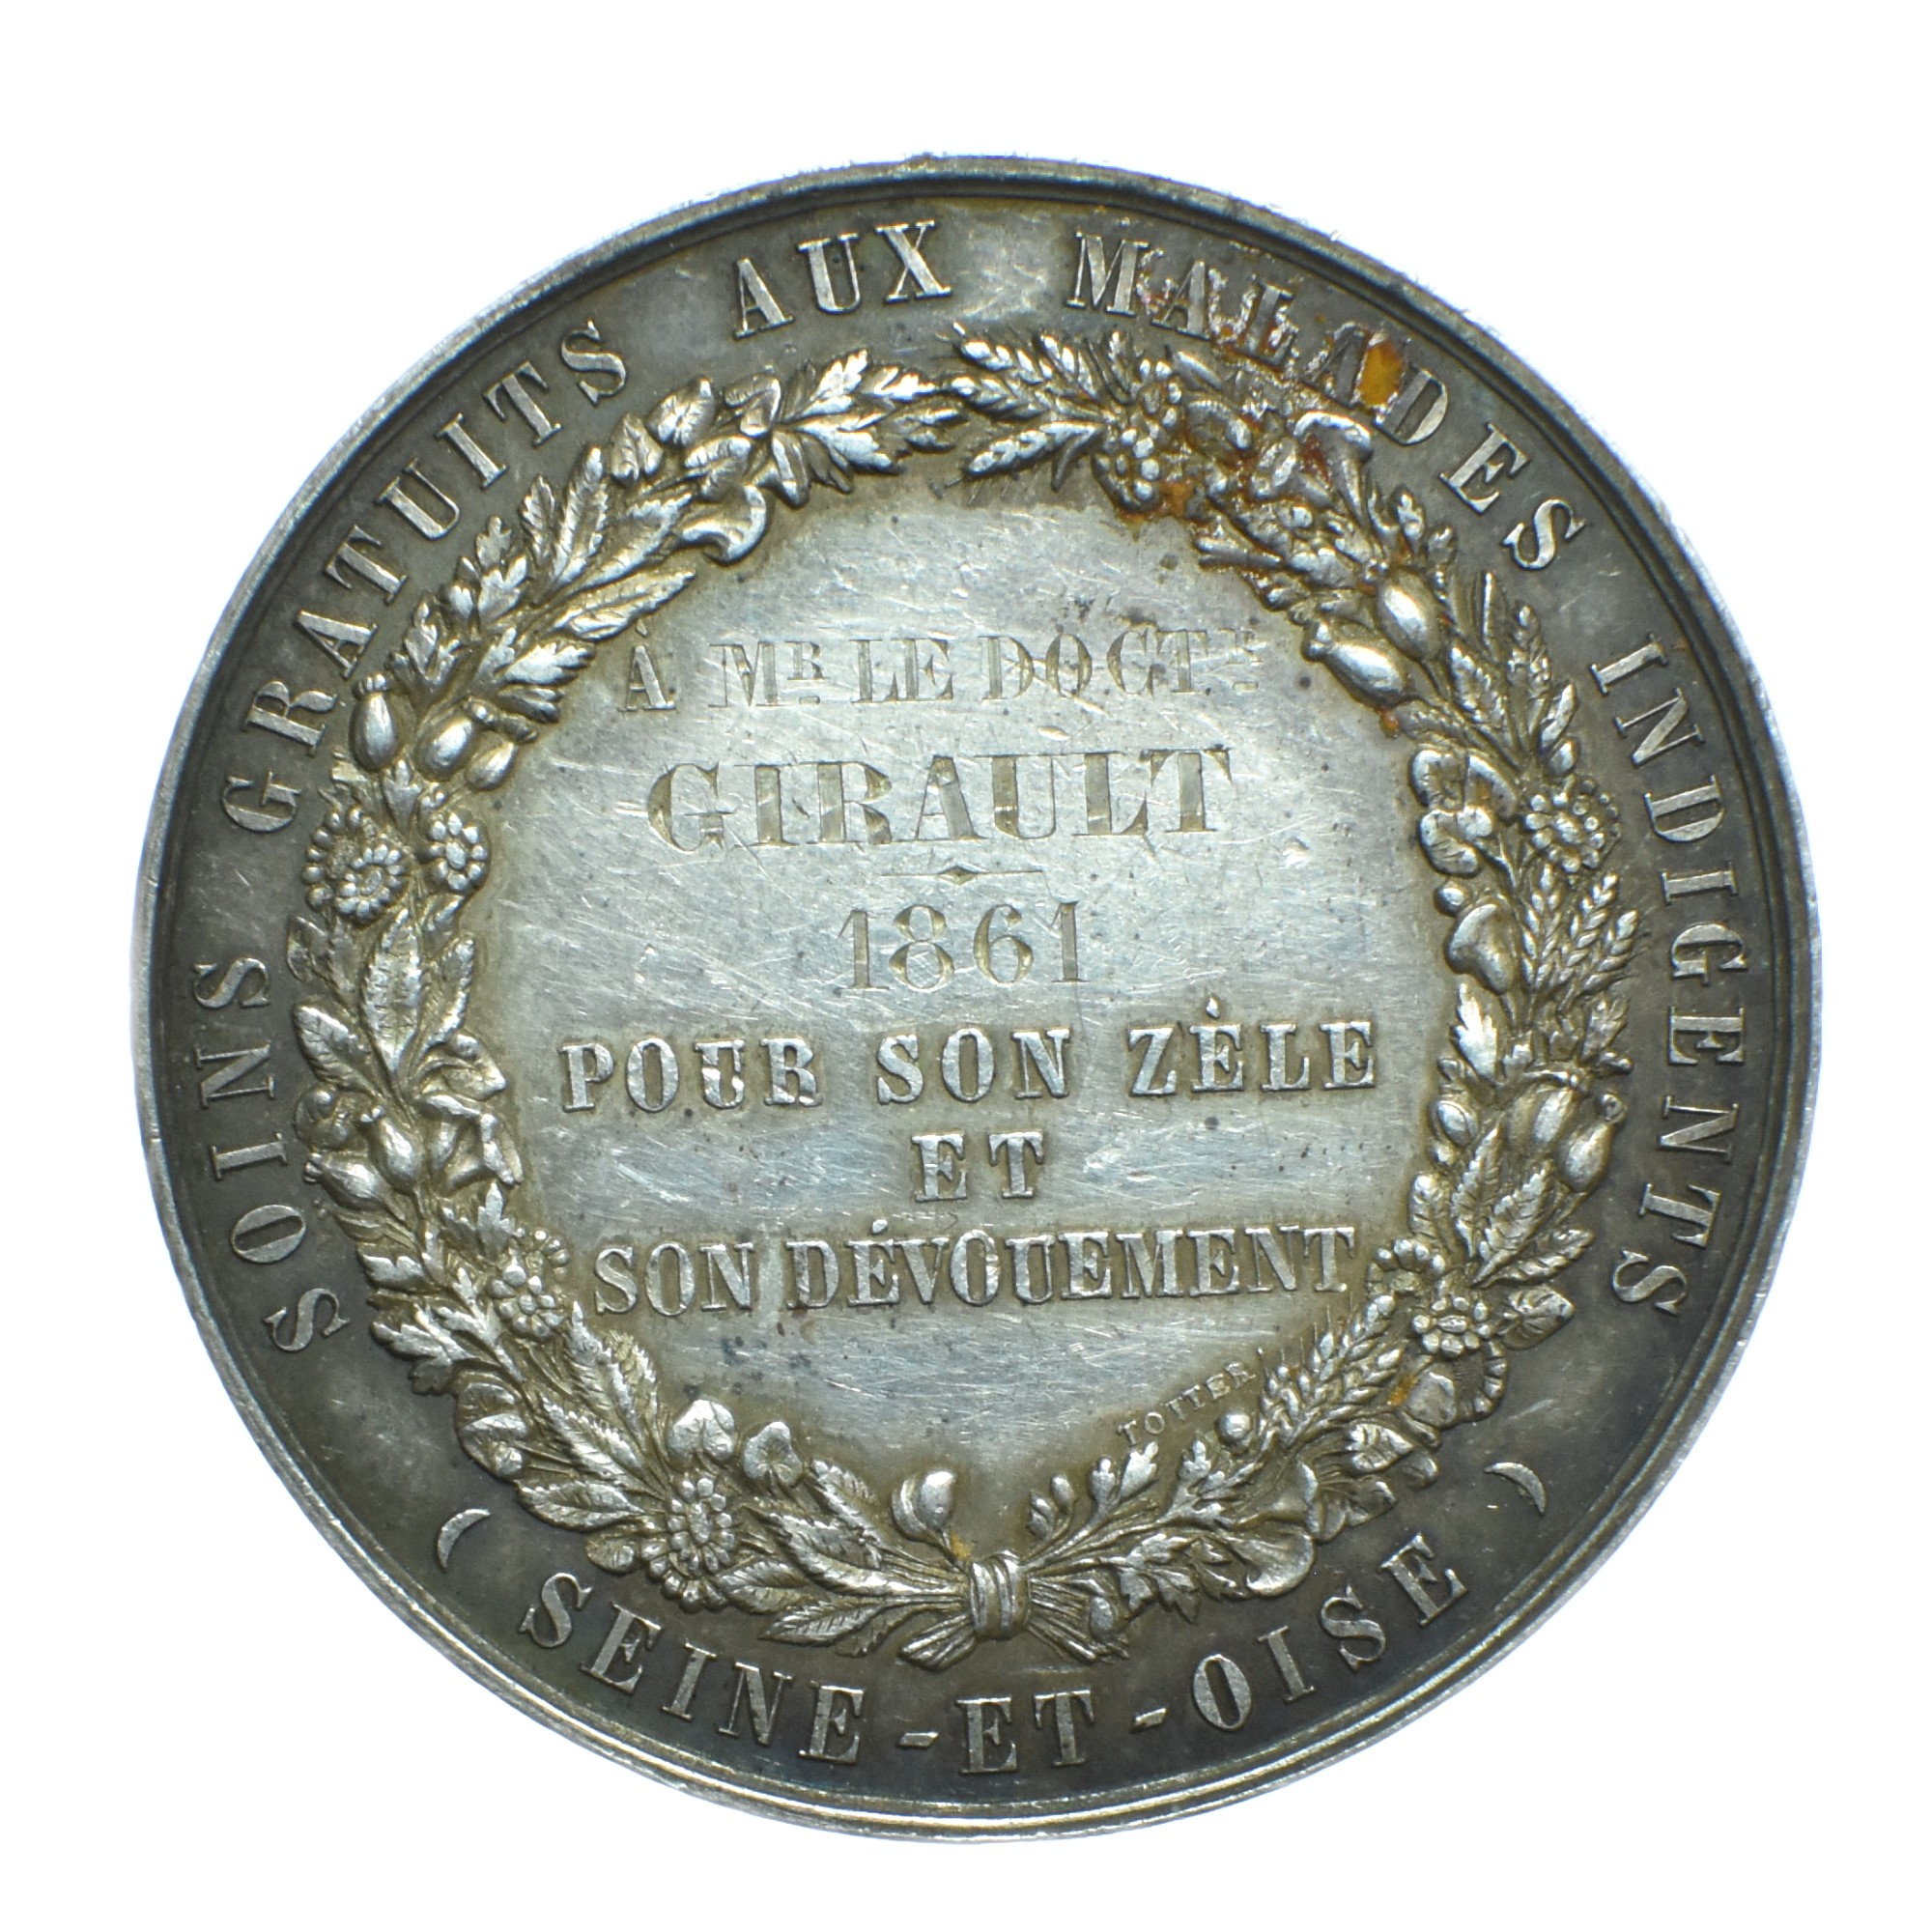 SOINS GRATUITS AUX MALADES INDIGENTS
À MR. LE DOCTR.
GIRAULT
1861
POUR SON ZÈLE
ET
SON DÉVOUEMENT
( SEINE-ET-OISE )